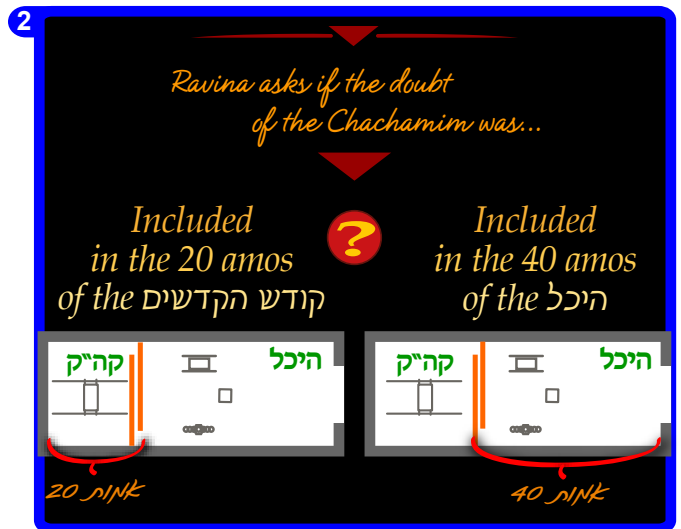 2
Ravina asks if the doubt
of the Chachamim was...
Included
in the 20 amos
of the קודש הקדשים
?
Included
in the 40 amos
of the היכל
קה״ק היכל
קה״ק היכל
20 אמות
40 אמות